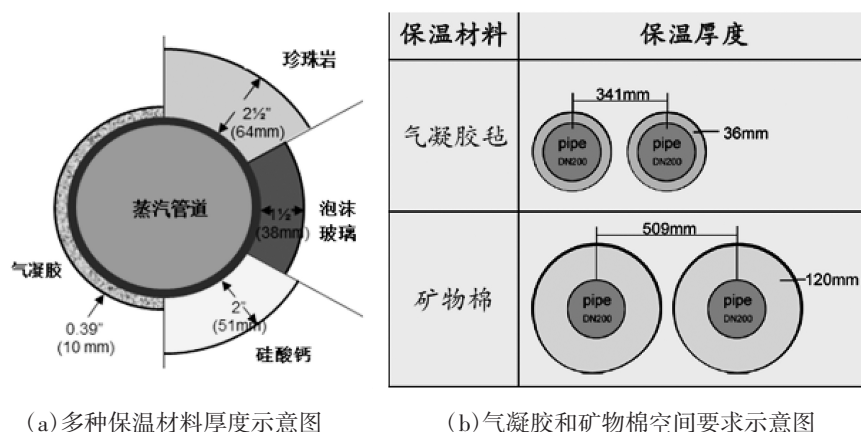 珍珠岩
2½"
(64mm)
蒸汽管道
1½"
(38mm)
泡沫
玻璃
气凝胶
0.39"
(10 mm)
2"
(51mm)
硅酸钙
(a)多种保温材料厚度示意图
保温材料
保温厚度
气凝胶毡
341mm
36mm
pipe
DN200
pipe
DN200
矿物棉
509mm
120mm
pipe
DN200
pipe
DN200
(b)气凝胶和矿物棉空间要求示意图